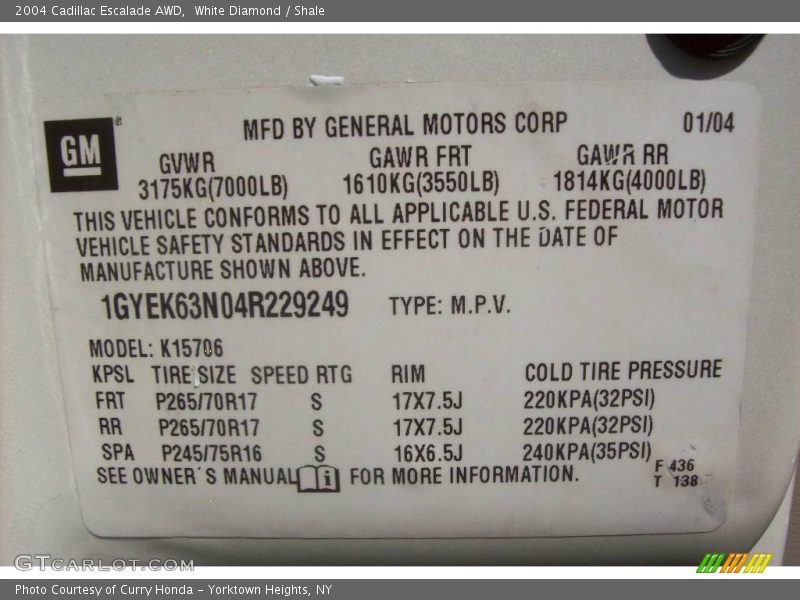 2004 Cadillac Escalade AWD, White Diamond / Shale
GM®
MFD BY GENERAL MOTORS CORP 01/04
GVWR GAWR FRT GAWR RR
3175KG(7000LB) 1610KG(3550LB) 1814KG(4000LB)
THIS VEHICLE CONFORMS TO ALL APPLICABLE U.S. FEDERAL MOTOR
VEHICLE SAFETY STANDARDS IN EFFECT ON THE DATE OF
MANUFACTURE SHOWN ABOVE.
1GYEK63N04R229249 TYPE: M.P.V.
MODEL: K15706
KPSL TIRE SIZE SPEED RTG RIM COLD TIRE PRESSURE
FRT P265/70R17 S 17X7.5J 220KPA(32PSI)
RR P265/70R17 S 17X7.5J 220KPA(32PSI)
SPA P245/75R16 S 16X6.5J 240KPA(35PSI)
SEE OWNER'S MANUAL i FOR MORE INFORMATION.
F 436
T 138
GTCarLot.com
Photo Courtesy of Curry Honda - Yorktown Heights, NY